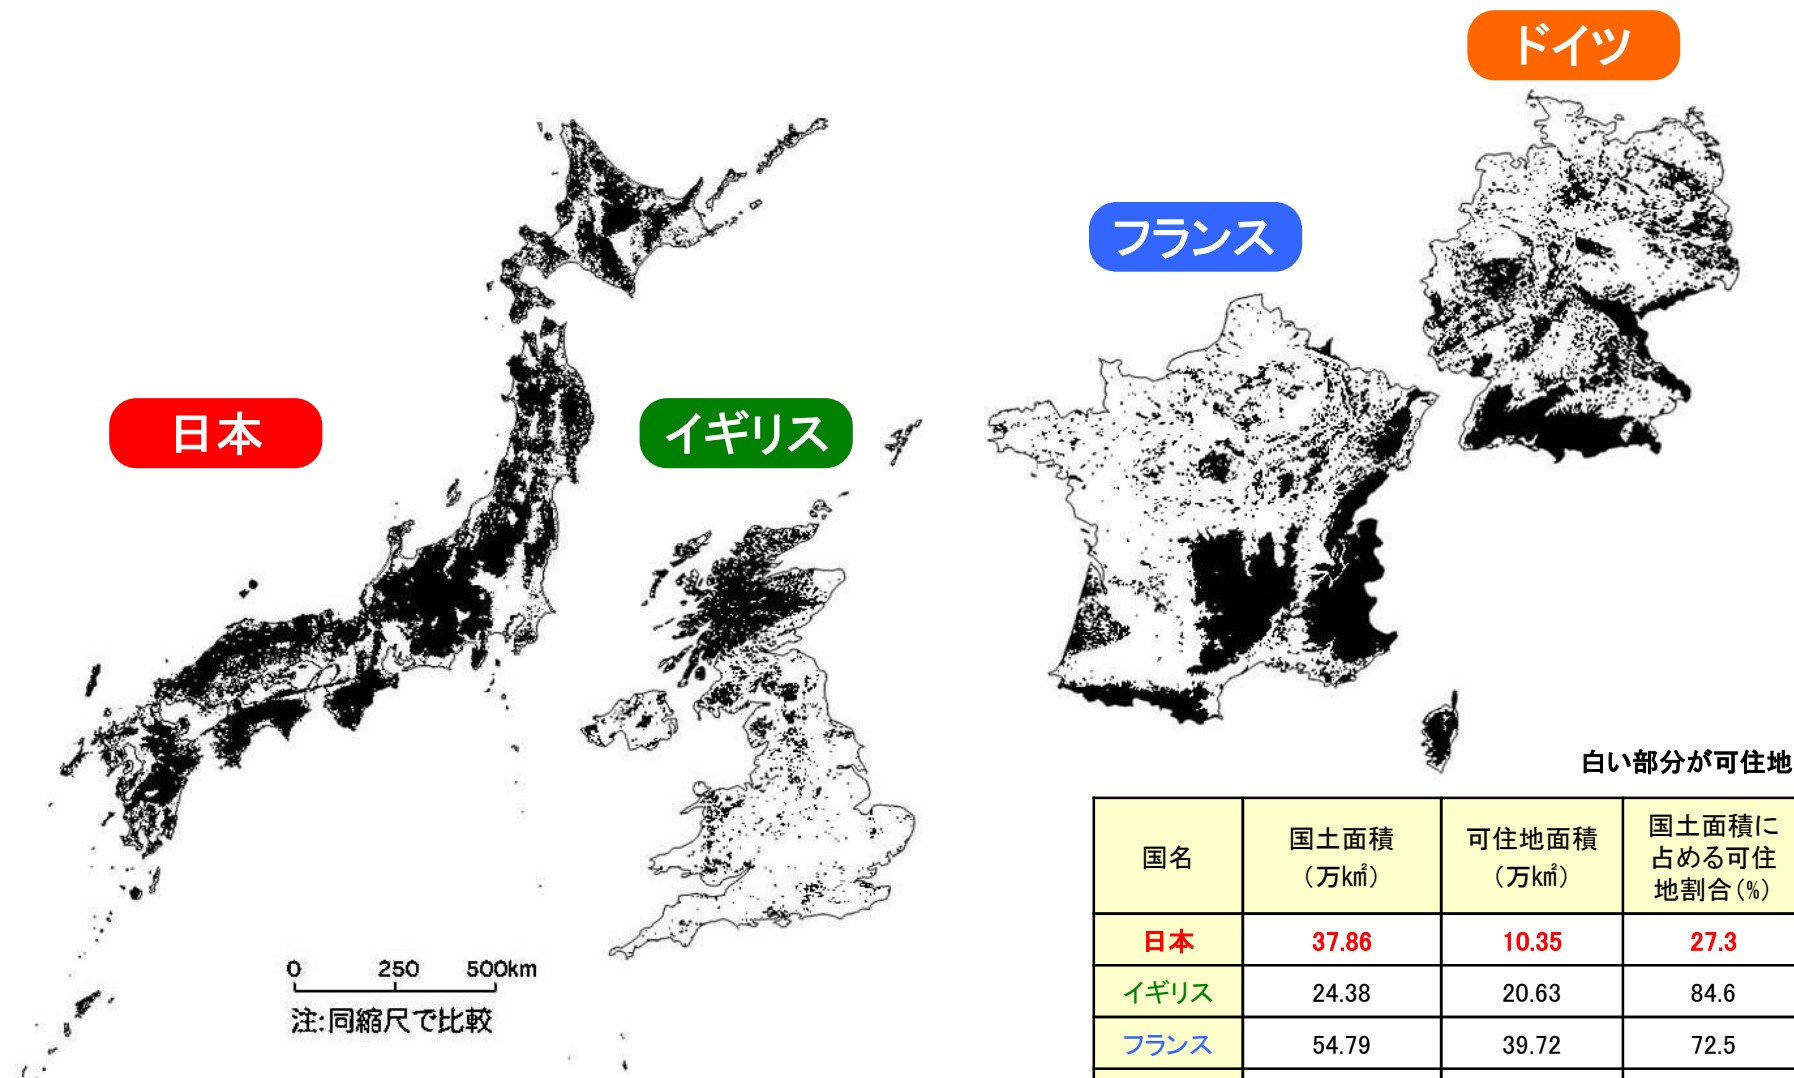 ドイツ
フランス
日本
イギリス
0 250 500km
注:同縮尺で比較
白い部分が可住地
国名 国土面積(万k㎡) 可住地面積(万k㎡) 国土面積に占める可住地割合(%)
日本 37.86 10.35 27.3
イギリス 24.38 20.63 84.6
フランス 54.79 39.72 72.5